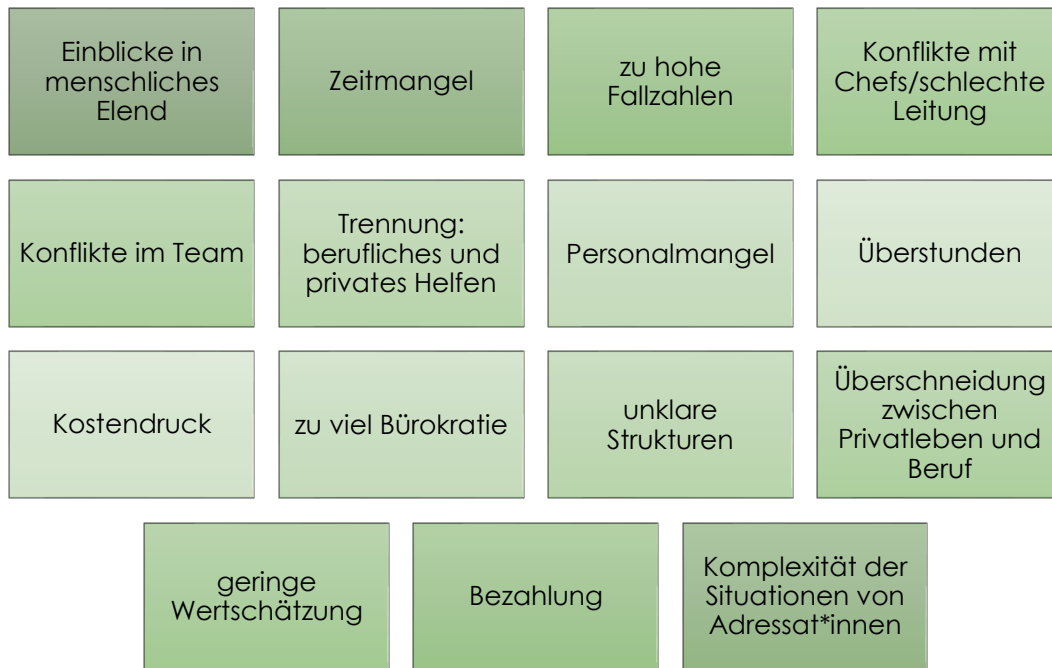 Einblicke in
menschliches
Elend
Zeitmangel
zu hohe
Fallzahlen
Konflikte mit
Chefs/schlechte
Leitung
Konflikte im Team
Trennung:
berufliches und
privates Helfen
Personalmangel
Überstunden
Kostendruck
zu viel Bürokratie
unklare
Strukturen
Überschneidung
zwischen
Privatleben und
Beruf
geringe
Wertschätzung
Bezahlung
Komplexität der
Situationen von
Adressat*innen